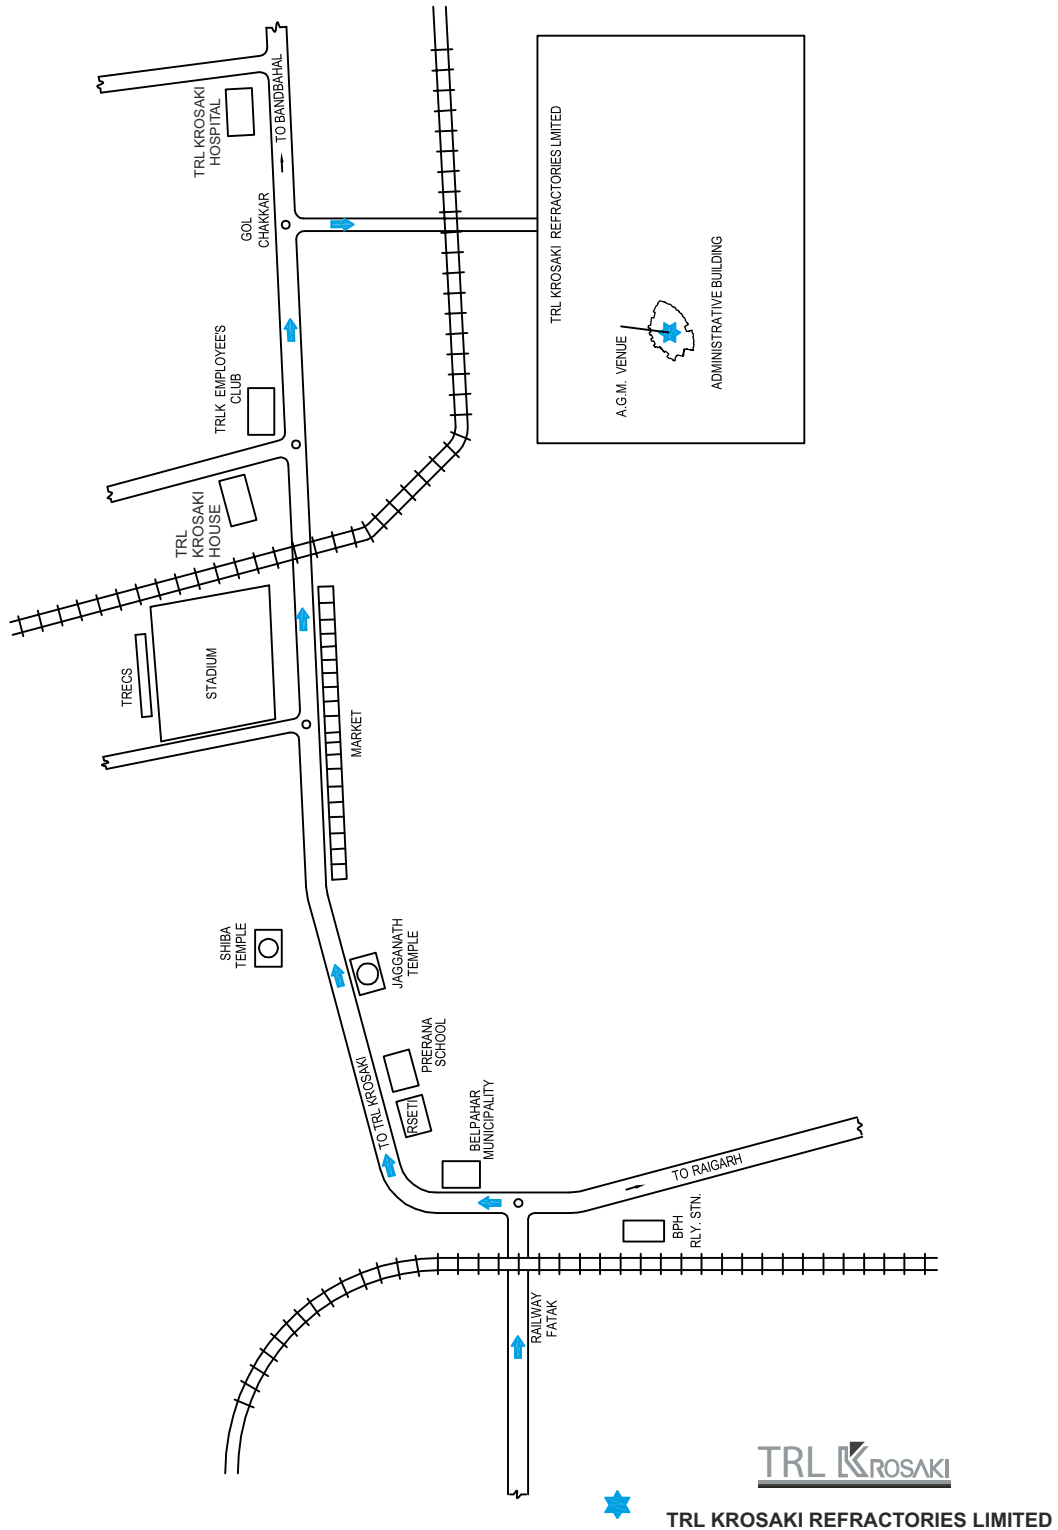 TO BANDBAHAL
TRL KROSAKI
HOSPITAL
GOL
CHAKKAR
TRL KROSAKI REFRACTORIES LMITED
A.G.M. VENUE
ADMINISTRATIVE BUILDING
TRLK EMPLOYEE'S
CLUB
TRL
KROSAKI
HOUSE
TRECS
STADIUM
MARKET
SHIBA
TEMPLE
JAGGANATH
TEMPLE
PRERANA
SCHOOL
TO TRL KROSAKI
RSETI
BELPAHAR
MUNICIPALITY
TO RAIGARH
BPH
RLY. STN.
RAILWAY
FATAK
TRL KROSAKI
TRL KROSAKI REFRACTORIES LIMITED